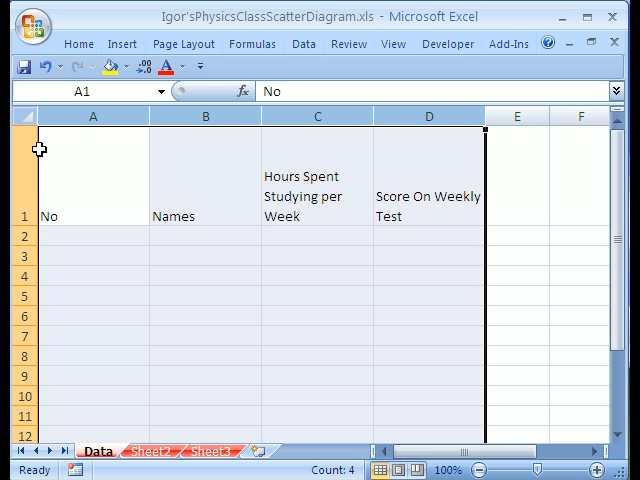 Igor'sPhysicsClassScatterDiagram.xls - Microsoft Excel
Home Insert Page Layout Formulas Data Review View Developer Add-Ins
A1 fx No
A B C D E F
1 No Names Hours Spent Studying per Week Score On Weekly Test
2
3
4
5
6
7
8
9
10
11
12
Data Sheet2 Sheet3
Ready Count: 4 100%